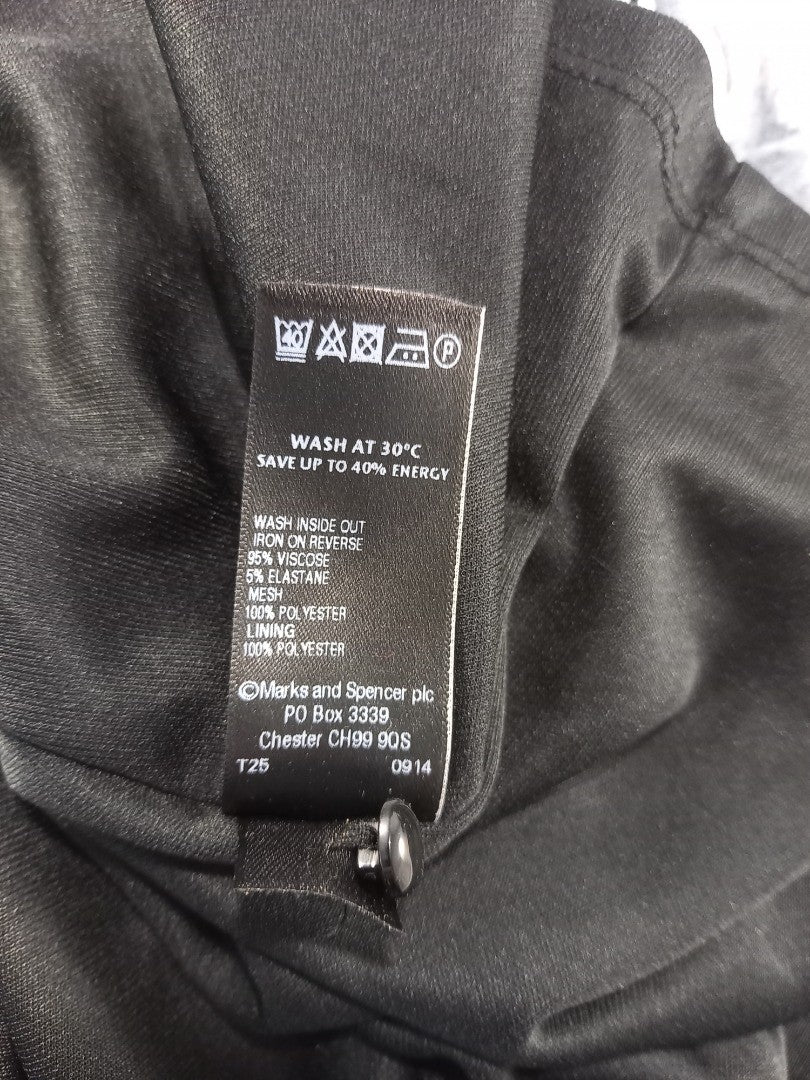 40 P
WASH AT 30°C
SAVE UP TO 40% ENERGY
WASH INSIDE OUT
IRON ON REVERSE
95% VISCOSE
5% ELASTANE
MESH
100% POLYESTER
LINING
100% POLYESTER
©Marks and Spencer plc
PO Box 3339,
Chester CH99 9QS
T25 0914